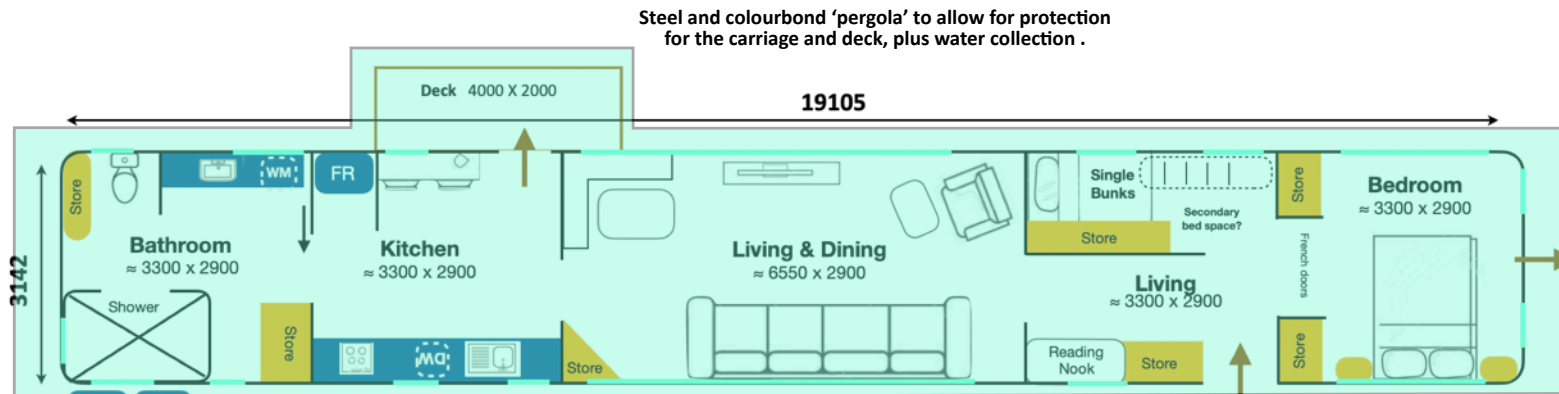 Steel and colourbond ‘pergola’ to allow for protection
for the carriage and deck, plus water collection .
Deck 4000 X 2000
19105
3142
Store
WM
FR
Bathroom
≈ 3300 x 2900
Shower
Store
Kitchen
≈ 3300 x 2900
DW
Store
Living & Dining
≈ 6550 x 2900
Single
Bunks
Store
Secondary
bed space?
Living
≈ 3300 x 2900
Reading
Nook
Store
Store
French doors
Store
Bedroom
≈ 3300 x 2900